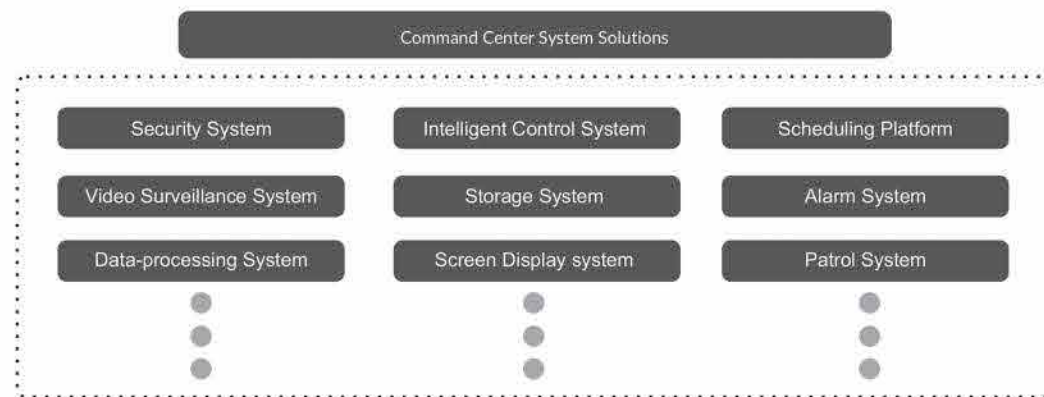 Command Center System Solutions
Security System
Intelligent Control System
Scheduling Platform
Video Surveillance System
Storage System
Alarm System
Data-processing System
Screen Display system
Patrol System